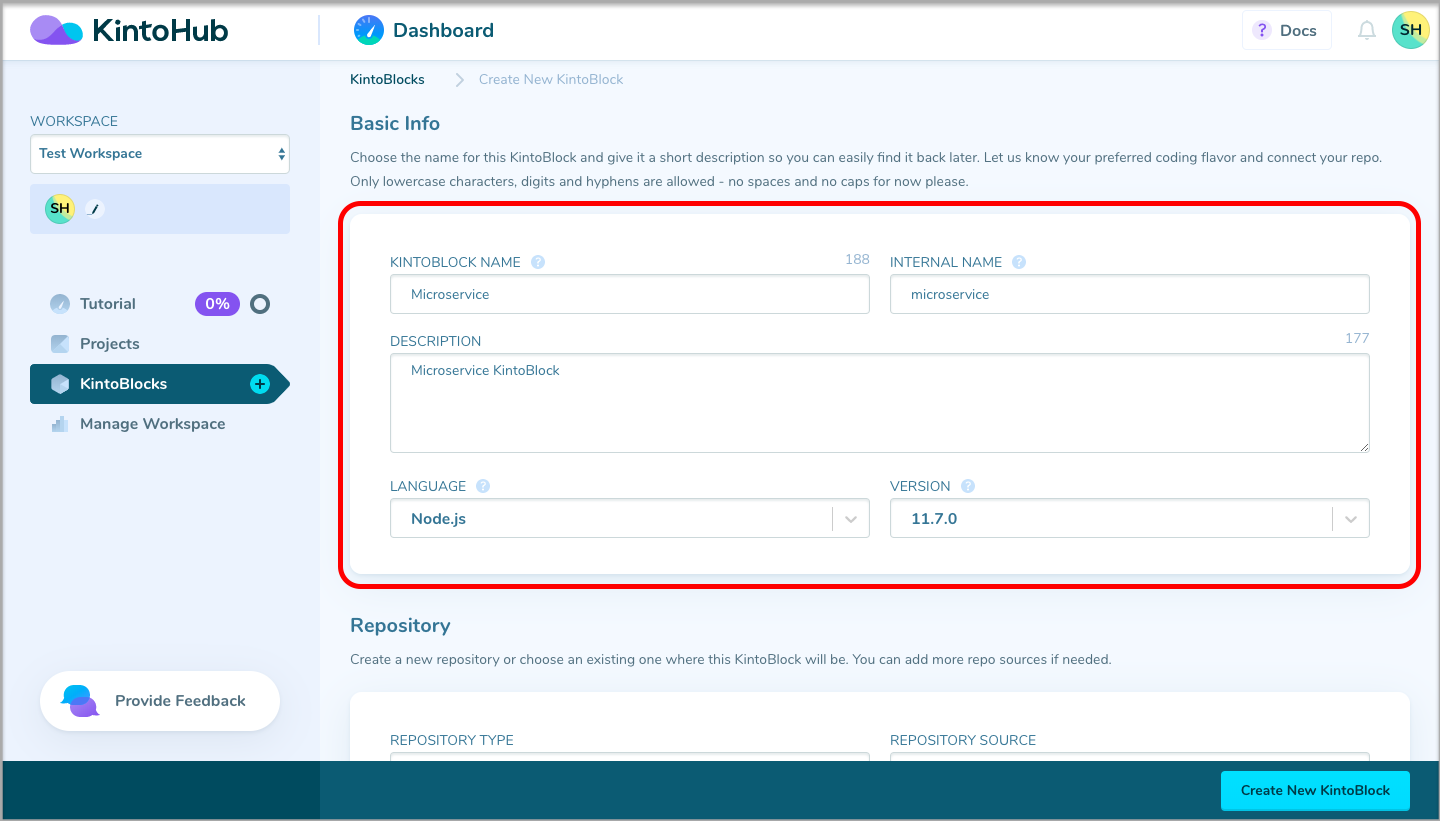 KintoHub
Dashboard
? Docs
SH
KintoBlocks
Create New KintoBlock
WORKSPACE
Test Workspace
SH
Tutorial
0%
Projects
KintoBlocks
+
Manage Workspace
Provide Feedback
Basic Info
Choose the name for this KintoBlock and give it a short description so you can easily find it back later. Let us know your preferred coding flavor and connect your repo.
Only lowercase characters, digits and hyphens are allowed - no spaces and no caps for now please.
KINTOBLOCK NAME ?
188
INTERNAL NAME ?
Microservice
microservice
DESCRIPTION
177
Microservice KintoBlock
LANGUAGE ?
VERSION ?
Node.js
11.7.0
Repository
Create a new repository or choose an existing one where this KintoBlock will be. You can add more repo sources if needed.
REPOSITORY TYPE
REPOSITORY SOURCE
Create New KintoBlock